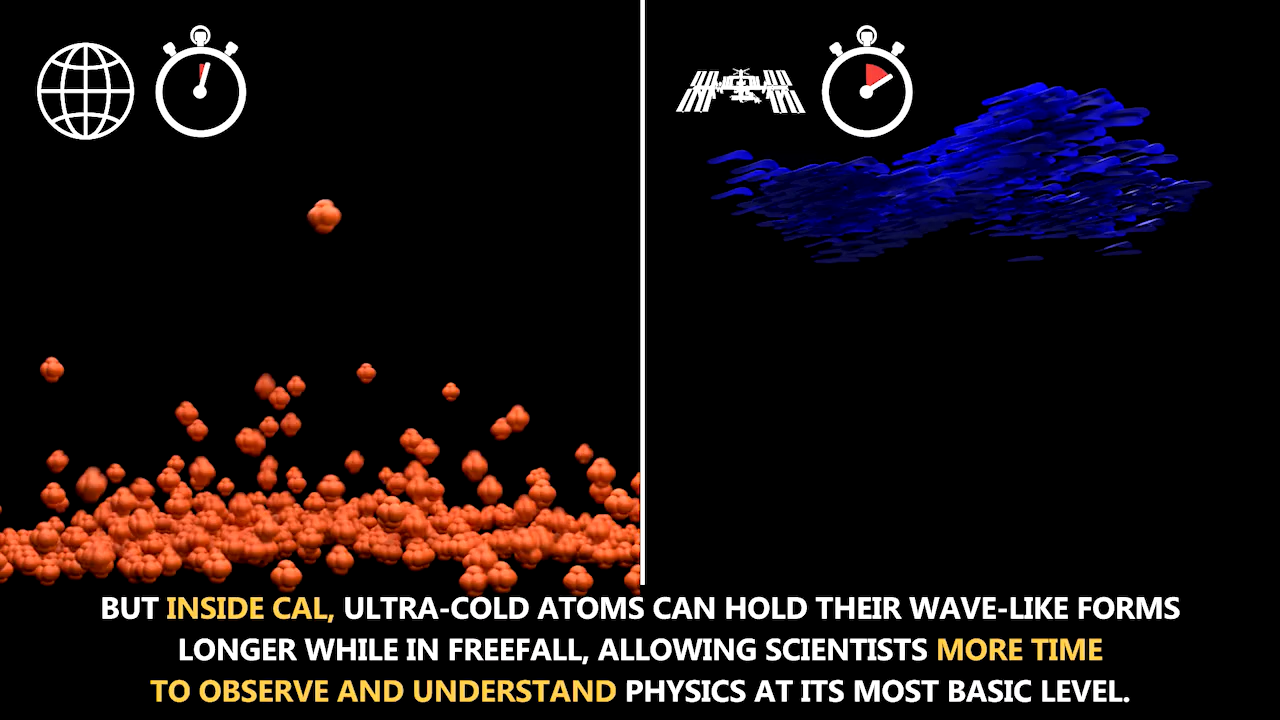 BUT INSIDE CAL, ULTRA-COLD ATOMS CAN HOLD THEIR WAVE-LIKE FORMS
LONGER WHILE IN FREEFALL, ALLOWING SCIENTISTS MORE TIME
TO OBSERVE AND UNDERSTAND PHYSICS AT ITS MOST BASIC LEVEL.